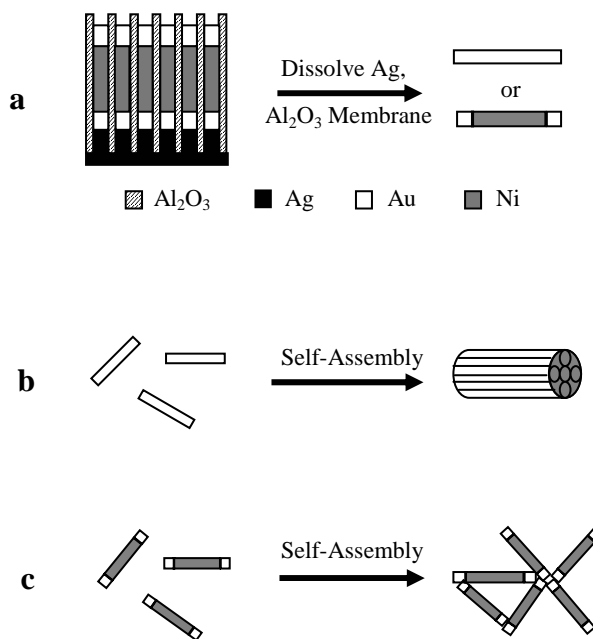 a
Dissolve Ag,
Al₂O₃ Membrane
or
Al₂O₃ Ag Au Ni
b
Self-Assembly
c
Self-Assembly